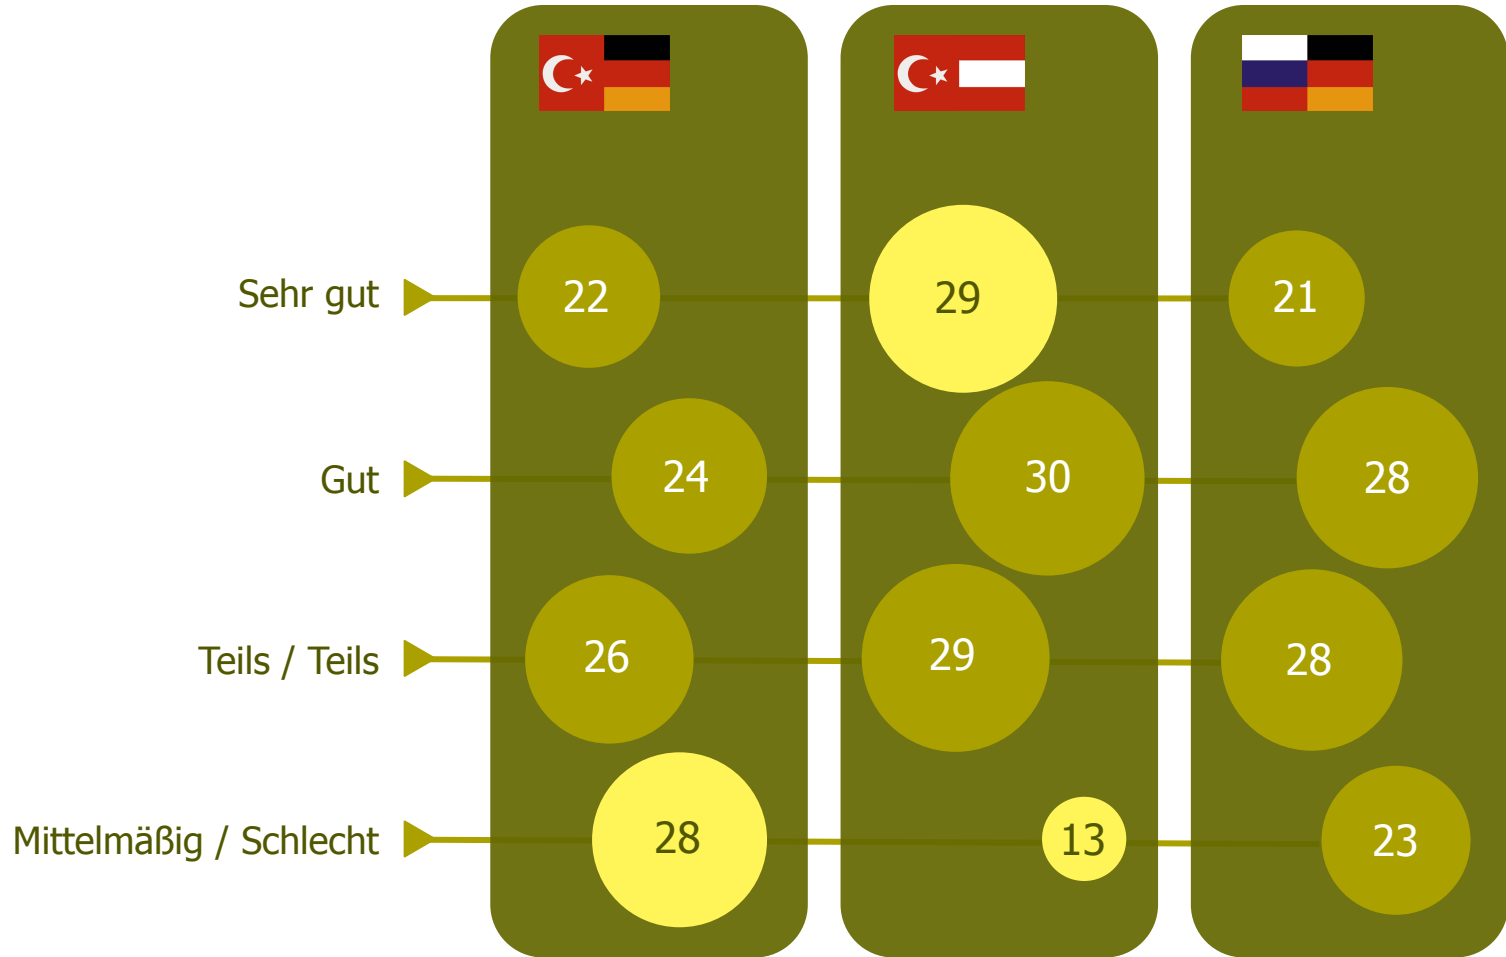 Sehr gut 22 29 21
Gut 24 30 28
Teils / Teils 26 29 28
Mittelmäßig / Schlecht 28 13 23